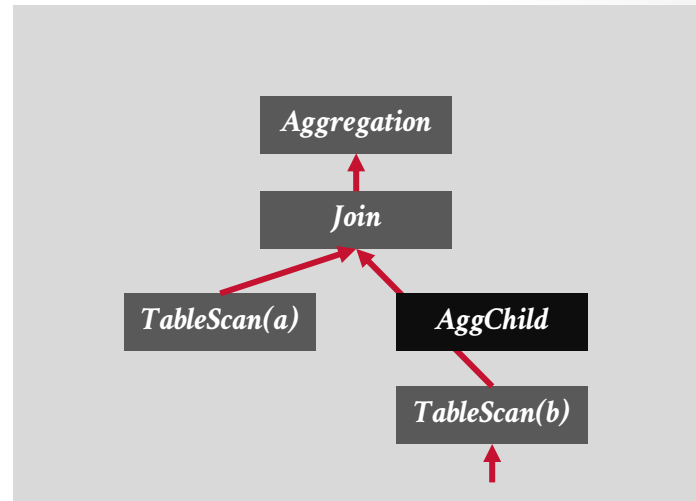 Aggregation
Join
TableScan(a)
AggChild
TableScan(b)